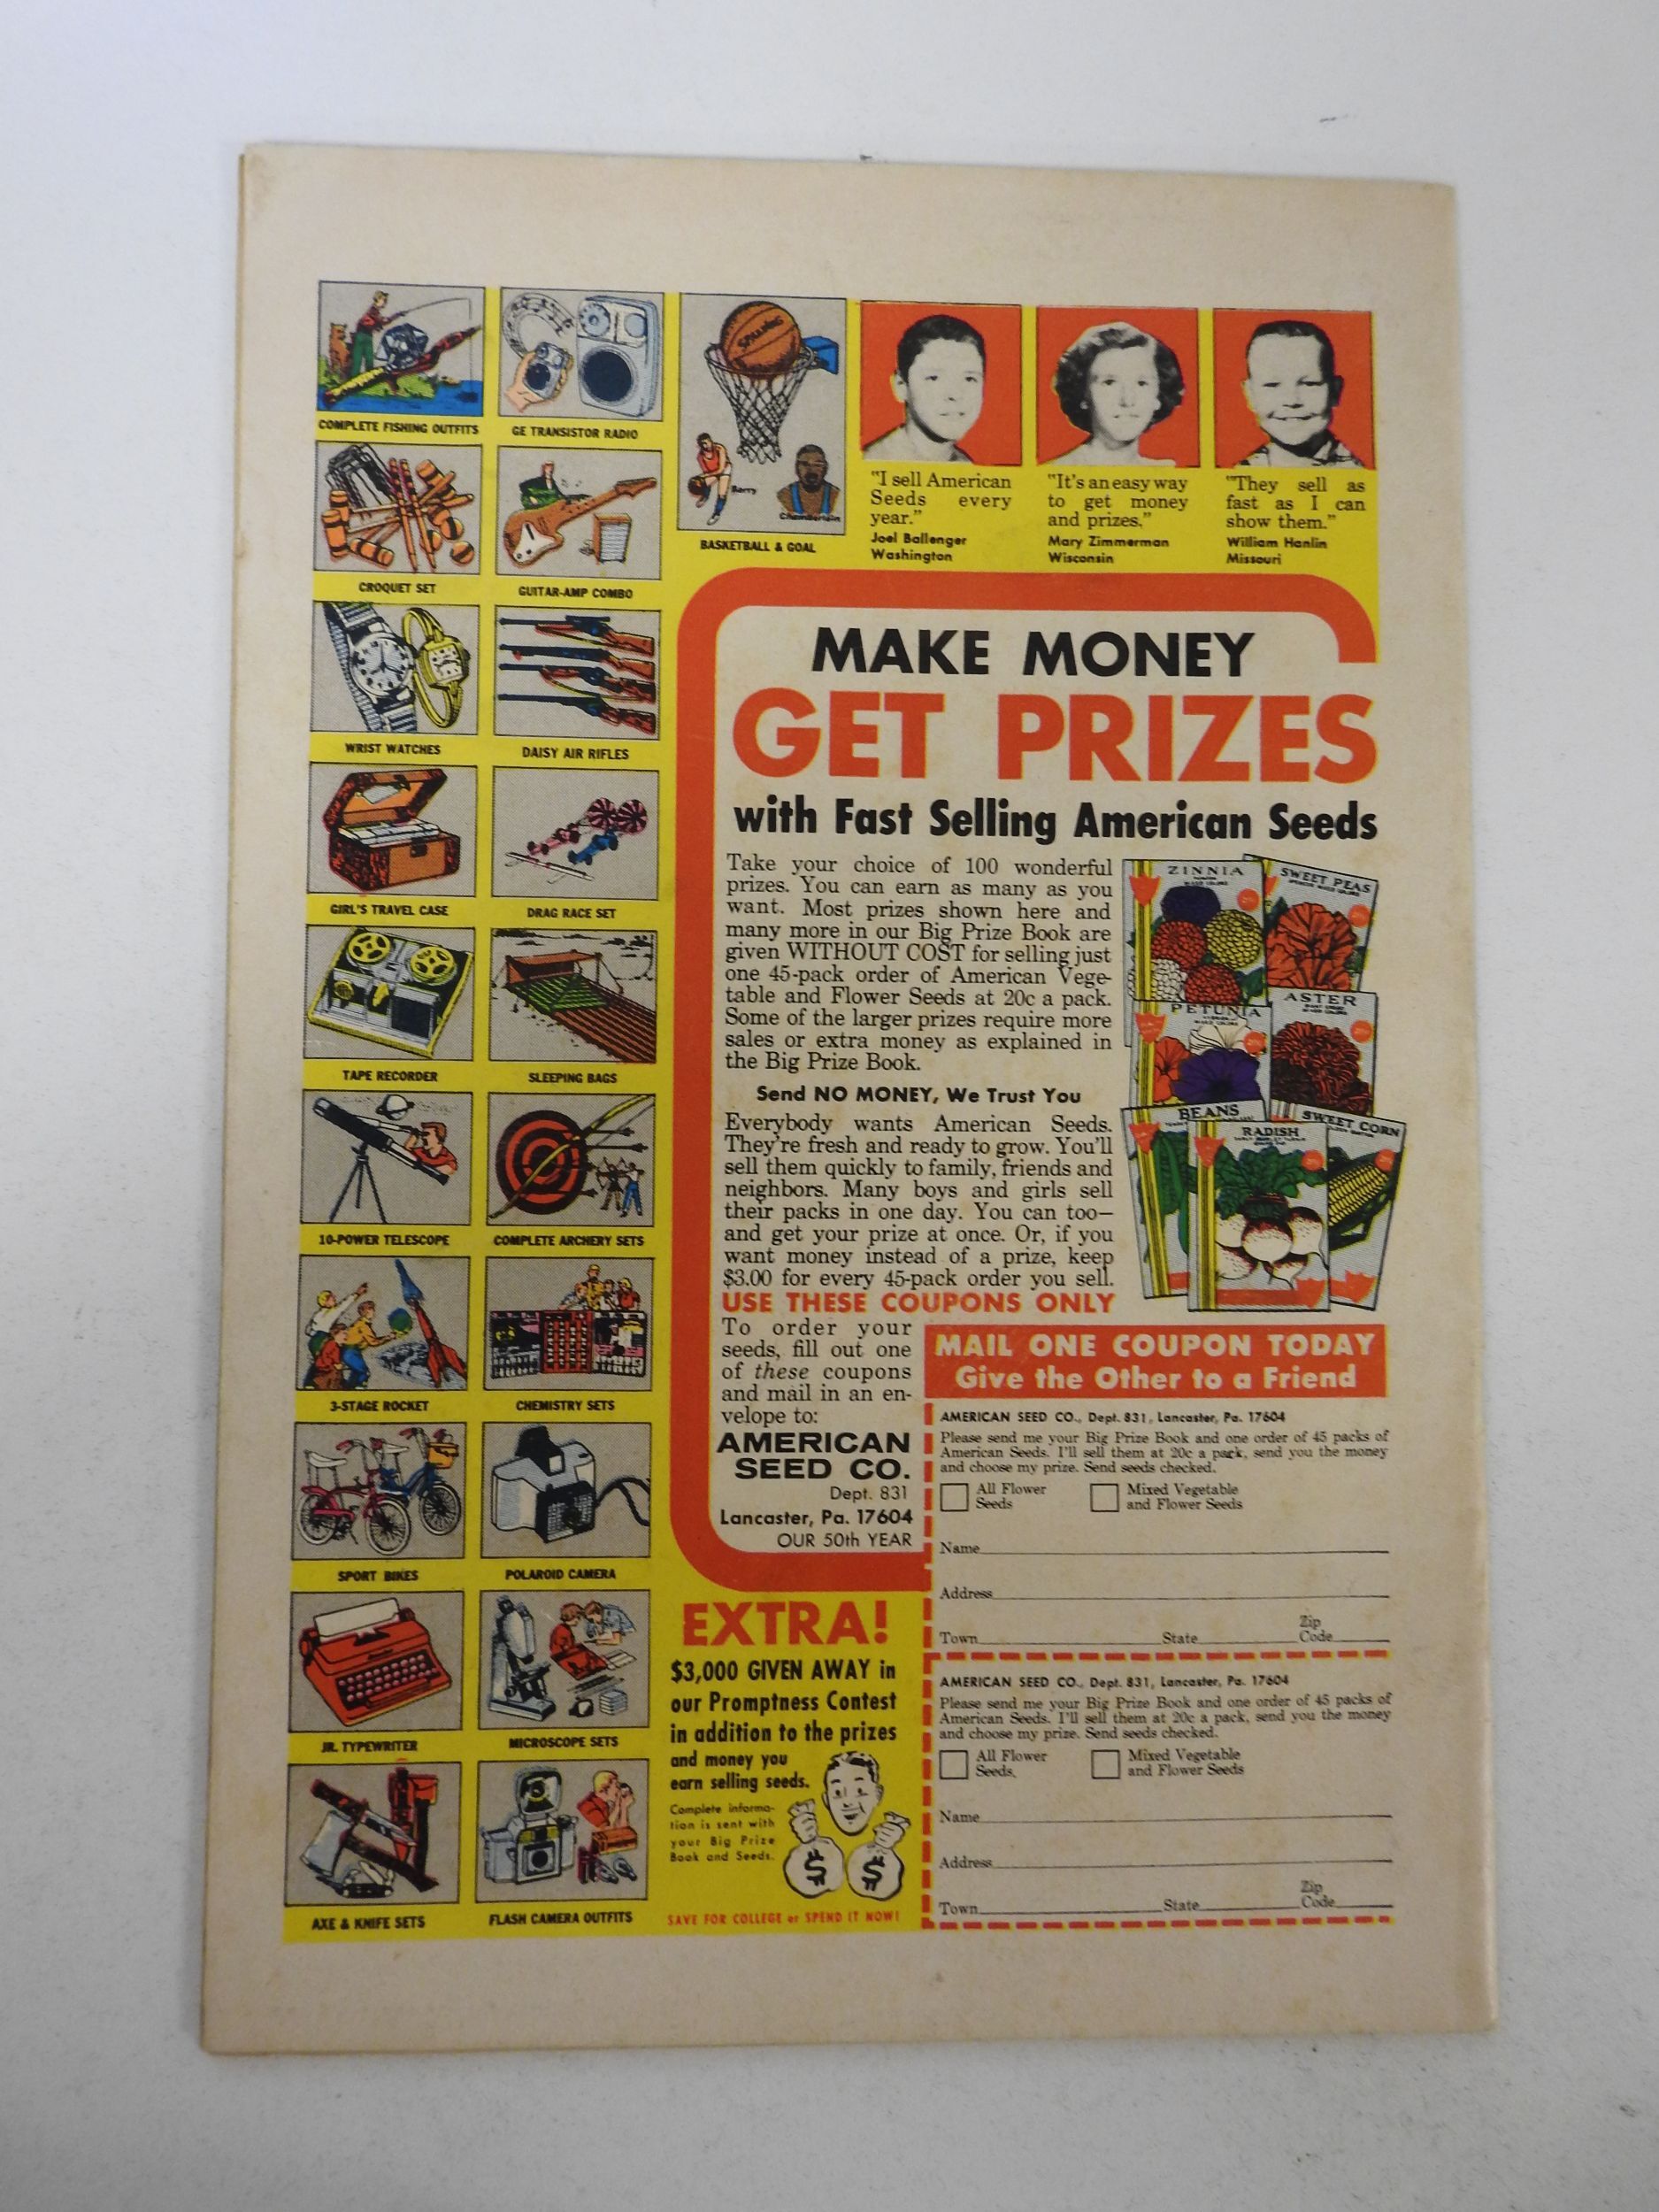 COMPLETE FISHING OUTFITS
GE TRANSISTOR RADIO
SPALDING
Barry
Chamberlain
BASKETBALL & GOAL
CROQUET SET
GUITAR-AMP COMBO
WRIST WATCHES
DAISY AIR RIFLES
GIRL'S TRAVEL CASE
DRAG RACE SET
TAPE RECORDER
SLEEPING BAGS
10-POWER TELESCOPE
COMPLETE ARCHERY SETS
3-STAGE ROCKET
CHEMISTRY SETS
SPORT BIKES
POLAROID CAMERA
JR. TYPEWRITER
MICROSCOPE SETS
AXE & KNIFE SETS
FLASH CAMERA OUTFITS
"I sell American
Seeds every
year."
Joel Ballenger
Washington
"It's an easy way
to get money
and prizes."
Mary Zimmerman
Wisconsin
"They sell as
fast as I can
show them."
William Hanlin
Missouri
MAKE MONEY
GET PRIZES
with Fast Selling American Seeds
Take your choice of 100 wonderful
prizes. You can earn as many as you
want. Most prizes shown here and
many more in our Big Prize Book are
given WITHOUT COST for selling just
one 45-pack order of American Vege-
table and Flower Seeds at 20c a pack.
Some of the larger prizes require more
sales or extra money as explained in
the Big Prize Book.
Send NO MONEY, We Trust You
Everybody wants American Seeds.
They're fresh and ready to grow. You'll
sell them quickly to family, friends and
neighbors. Many boys and girls sell
their packs in one day. You can too—
and get your prize at once. Or, if you
want money instead of a prize, keep
$3.00 for every 45-pack order you sell.
USE THESE COUPONS ONLY
To order your
seeds, fill out one
of these coupons
and mail in an en-
velope to:
AMERICAN
SEED CO.
Dept. 831
Lancaster, Pa. 17604
OUR 50th YEAR
ZINNIA
SWEET PEAS
PETUNIA
ASTER
BEANS
RADISH
SWEET CORN
MAIL ONE COUPON TODAY
Give the Other to a Friend
AMERICAN SEED CO., Dept. 831, Lancaster, Pa. 17604
Please send me your Big Prize Book and one order of 45 packs of
American Seeds. I'll sell them at 20c a pack, send you the money
and choose my prize. Send seeds checked.
All Flower
Seeds
Mixed Vegetable
and Flower Seeds
Name
Address
Town State Zip Code
AMERICAN SEED CO., Dept. 831, Lancaster, Pa. 17604
Please send me your Big Prize Book and one order of 45 packs of
American Seeds. I'll sell them at 20c a pack, send you the money
and choose my prize. Send seeds checked.
All Flower
Seeds.
Mixed Vegetable
and Flower Seeds
Name
Address
Town State Zip Code
EXTRA!
$3,000 GIVEN AWAY in
our Promptness Contest
in addition to the prizes
and money you
earn selling seeds.
Complete informa-
tion is sent with
your Big Prize
Book and Seeds.
$ $
SAVE FOR COLLEGE or SPEND IT NOW!